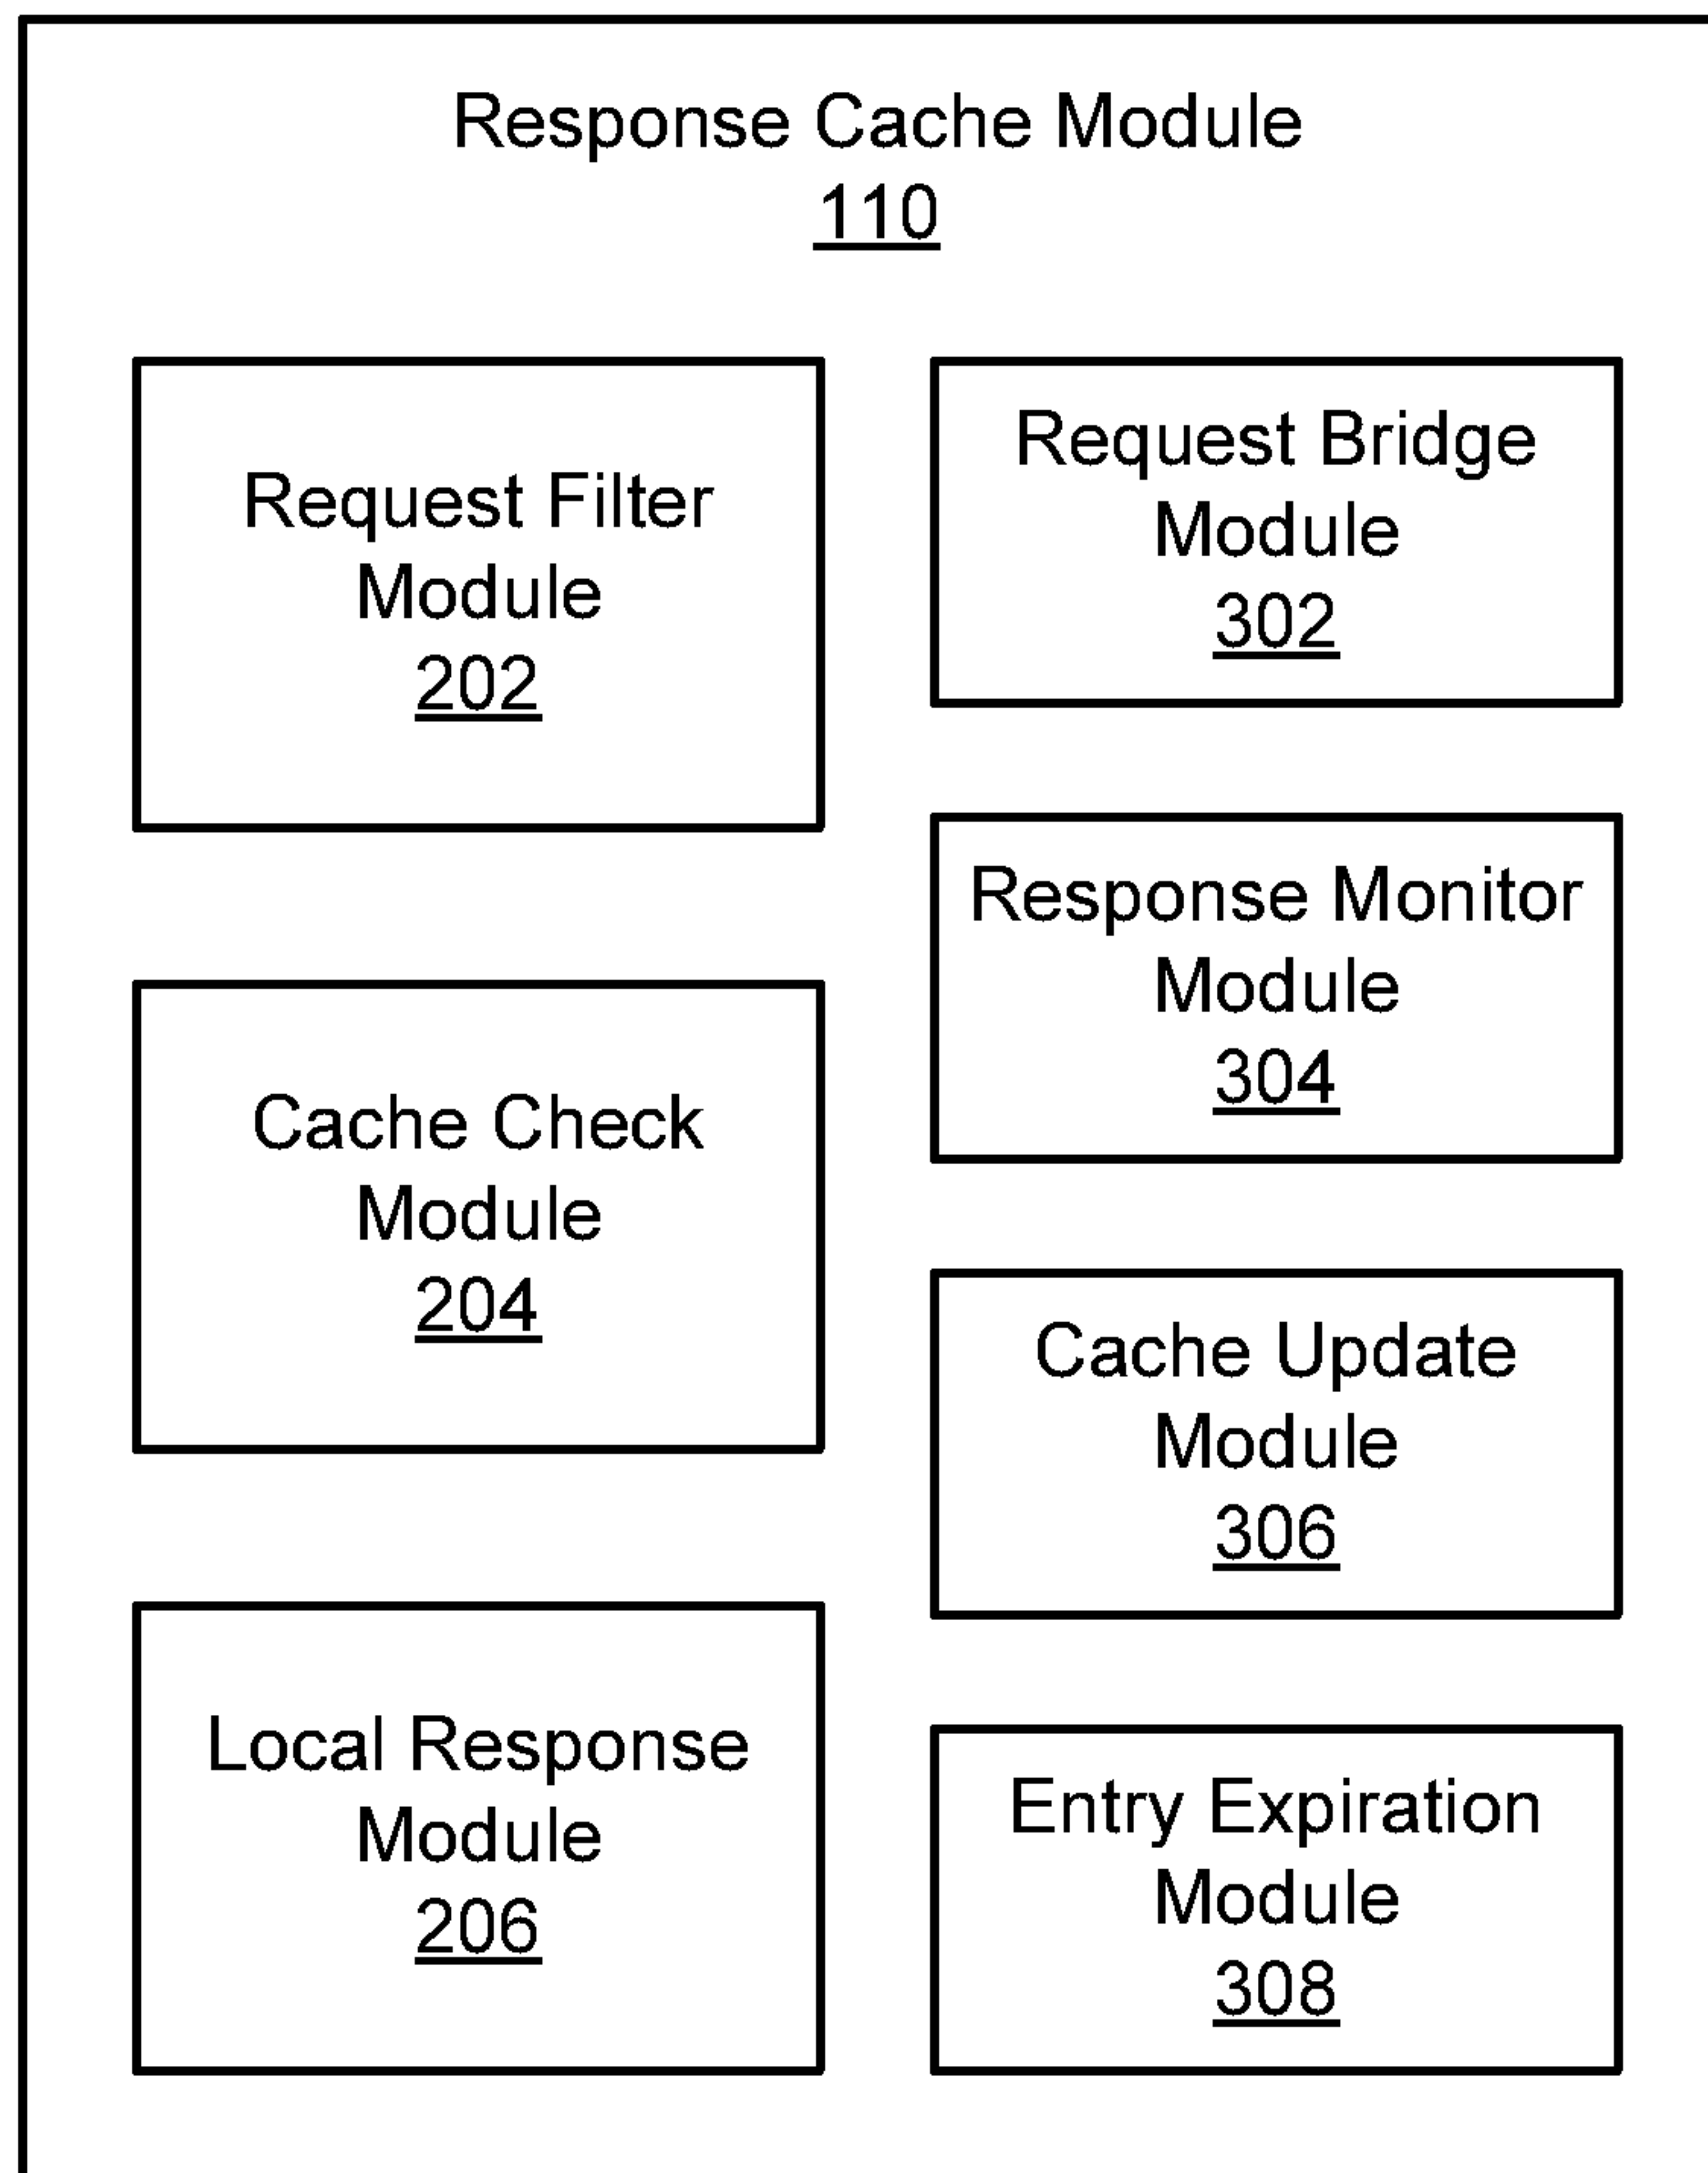 Response Cache Module
110
Request Filter
Module
202
Cache Check
Module
204
Local Response
Module
206
Request Bridge
Module
302
Response Monitor
Module
304
Cache Update
Module
306
Entry Expiration
Module
308